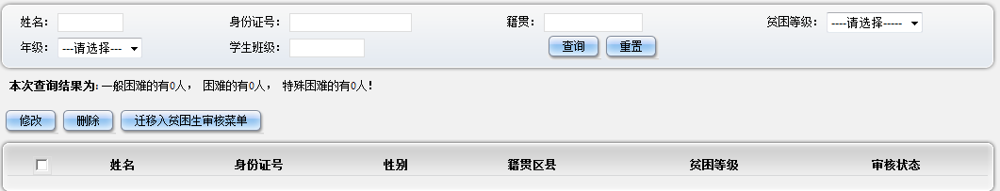 姓名： 身份证号： 籍贯： 贫困等级： ----请选择-----
年级： ---请选择--- 学生班级： 查询 重置
本次查询结果为: 一般困难的有0人， 困难的有0人， 特殊困难的有0人!
修改 删除 迁移入贫困生审核菜单
姓名 身份证号 性别 籍贯区县 贫困等级 审核状态